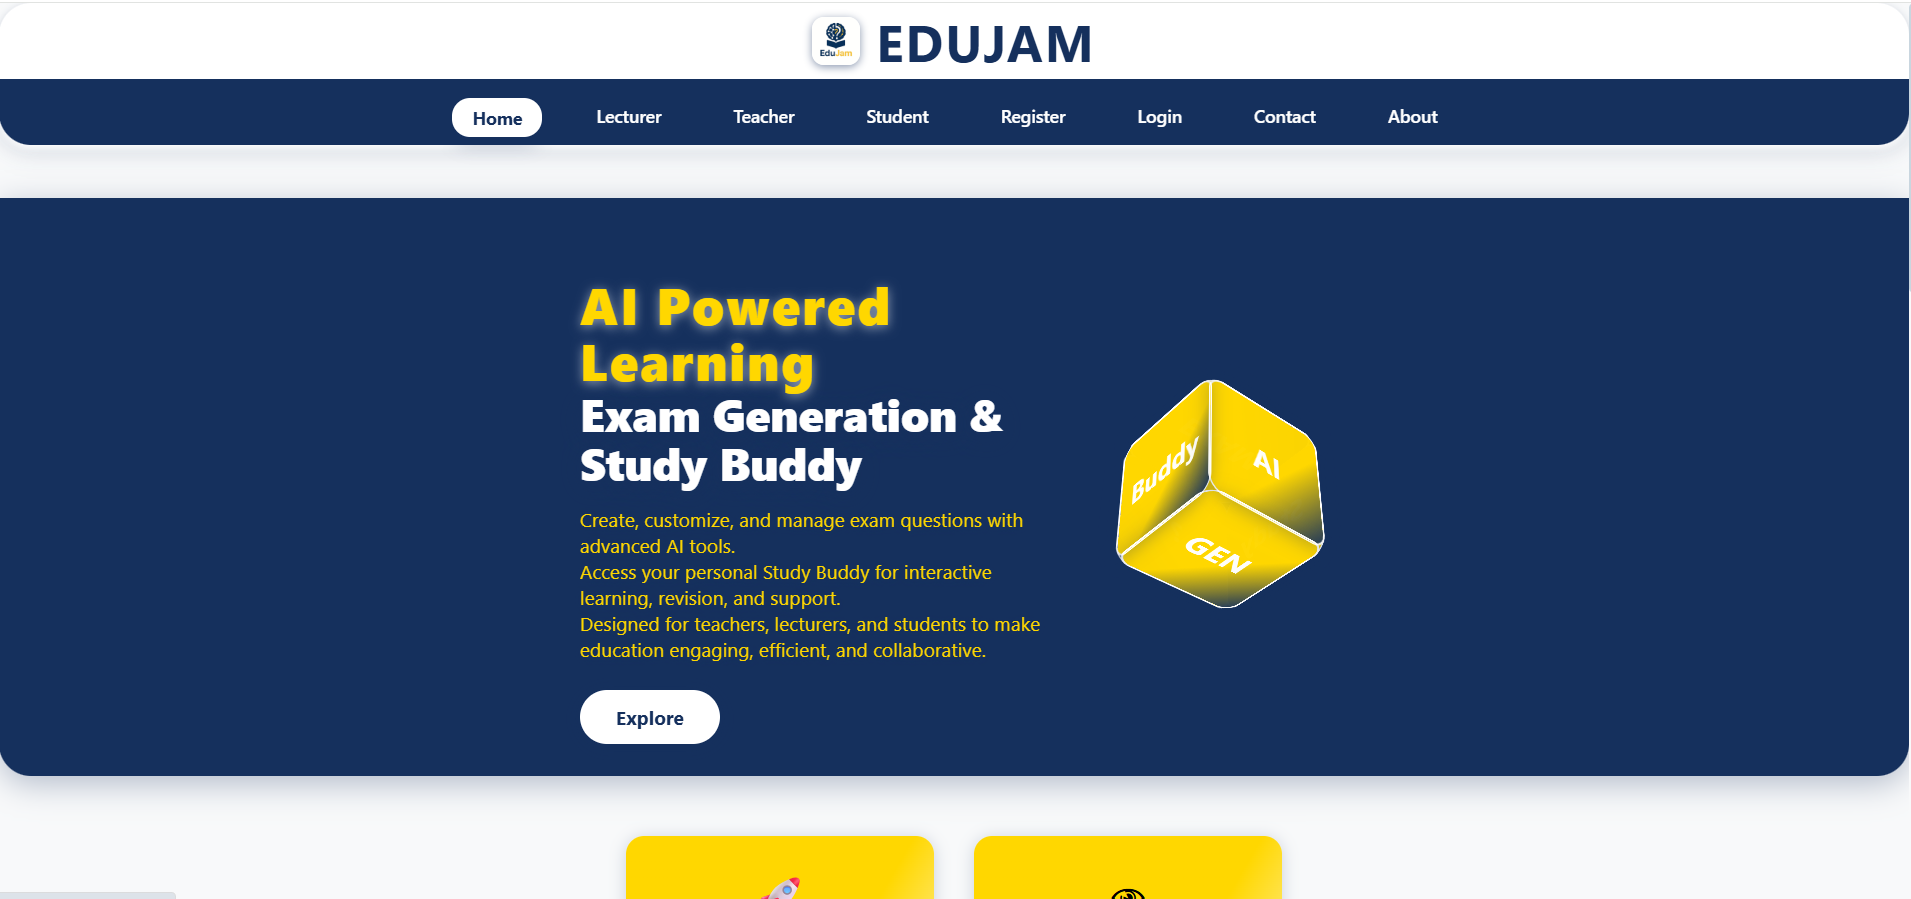 EduJam
EDUJAM
Home
Lecturer
Teacher
Student
Register
Login
Contact
About
AI Powered
Learning
Exam Generation &
Study Buddy
Create, customize, and manage exam questions with
advanced AI tools.
Access your personal Study Buddy for interactive
learning, revision, and support.
Designed for teachers, lecturers, and students to make
education engaging, efficient, and collaborative.
Explore
Buddy
AI
GEN